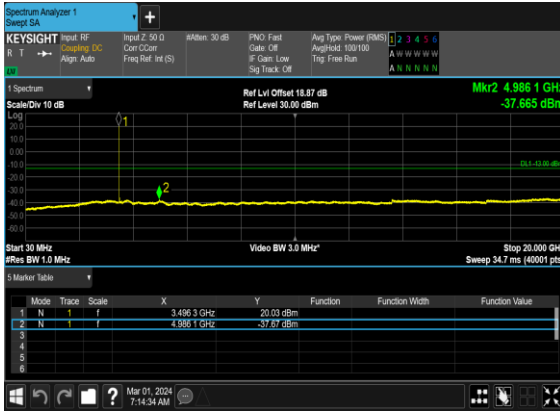 Spectrum Analyzer 1
Swept SA
+
KEYSIGHT
R T
Input: RF
Coupling: DC
Align: Auto
Input Z: 50 Ω
Corr CCorr
Freq Ref: Int (S)
#Atten: 30 dB
PNO: Fast
Gate: Off
IF Gain: Low
Sig Track: Off
Avg Type: Power (RMS)
Avg|Hold: 100/100
Trig: Free Run
1 2 3 4 5 6
A W W W W W
A N N N N N
1 Spectrum
Scale/Div 10 dB
Ref Lvl Offset 18.87 dB
Ref Level 30.00 dBm
Mkr2 4.986 1 GHz
-37.665 dBm
Log
20.0
10.0
0.00
-10.0
-20.0
-30.0
-40.0
-50.0
-60.0
1
2
DL1 -13.00 dBm
Start 30 MHz
#Res BW 1.0 MHz
Video BW 3.0 MHz*
Stop 20.000 GH
Sweep 34.7 ms (40001 pts
5 Marker Table
Mode Trace Scale X Y Function Function Width Function Value
1 N 1 f 3.496 3 GHz 20.03 dBm
2 N 1 f 4.986 1 GHz -37.67 dBm
3
4
5
6
?
Mar 01, 2024
7:14:34 AM